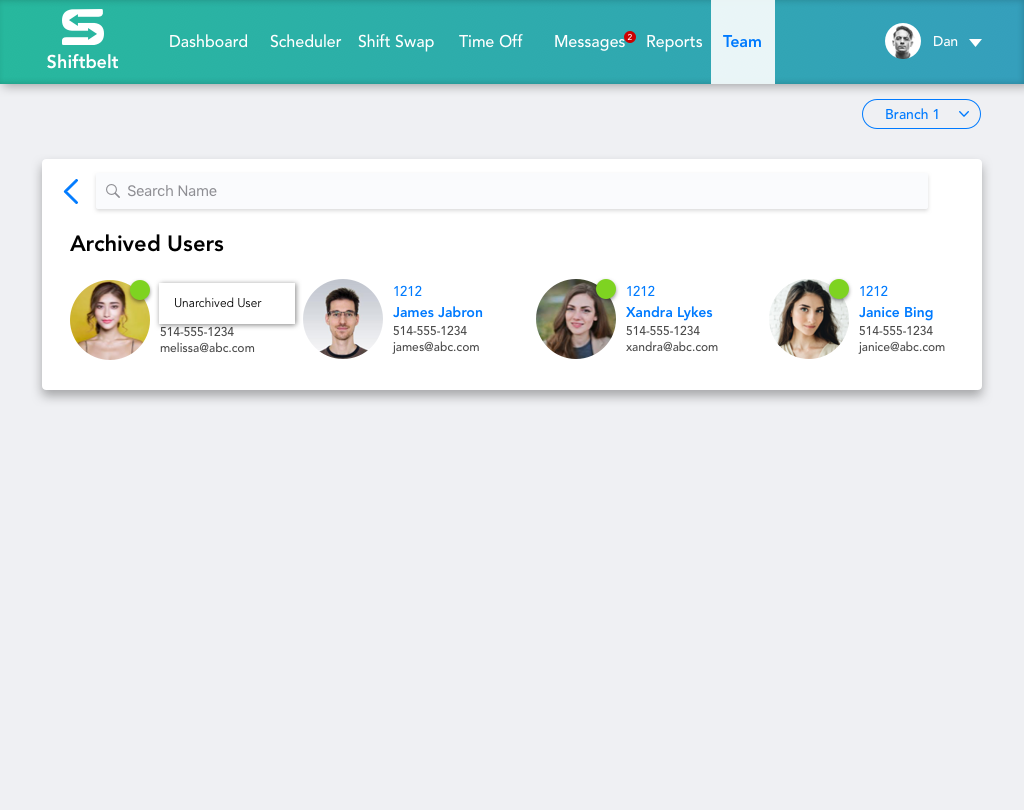 Shiftbelt
Dashboard
Scheduler
Shift Swap
Time Off
Messages
2
Reports
Team
Dan
Branch 1
Search Name
Archived Users
Unarchived User
514-555-1234
melissa@abc.com
1212
James Jabron
514-555-1234
james@abc.com
1212
Xandra Lykes
514-555-1234
xandra@abc.com
1212
Janice Bing
514-555-1234
janice@abc.com